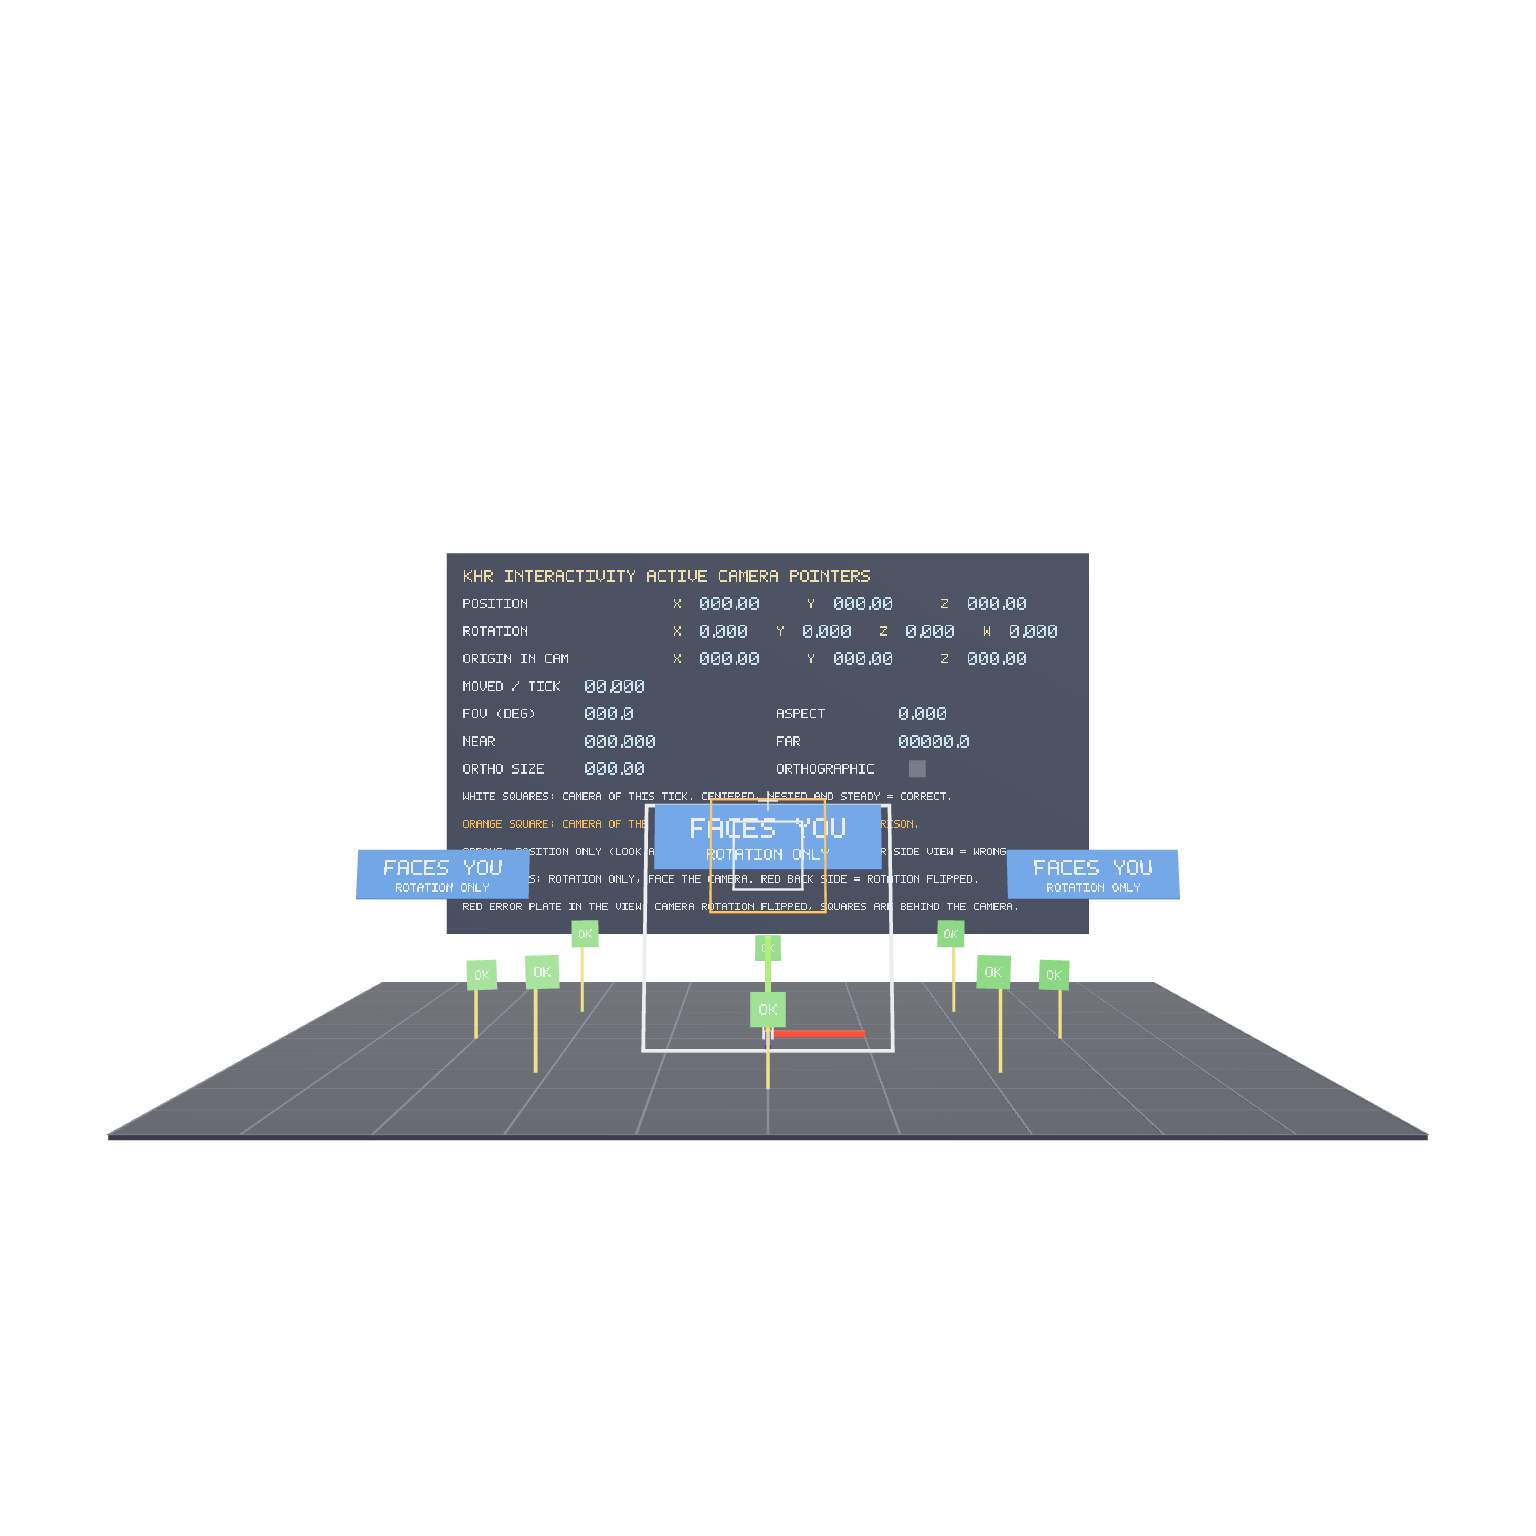 KHR INTERACTIVITY ACTIVE CAMERA POINTERS
POSITION X 000.00 Y 000.00 Z 000.00
ROTATION X 0.000 Y 0.000 Z 0.000 W 0.000
ORIGIN IN CAM X 000.00 Y 000.00 Z 000.00
MOVED / TICK 00.000
FOV (DEG) 000.0 ASPECT 0.000
NEAR 000.000 FAR 00000.0
ORTHO SIZE 000.00 ORTHOGRAPHIC
WHITE SQUARES: CAMERA OF THIS TICK. CENTERED, NESTED AND STEADY = CORRECT.
ORANGE SQUARE: CAMERA OF THE
FACES YOU
ROTATION ONLY
POSITION ONLY (LOOK SIDE VIEW = WRONG
FACES YOU
ROTATION ONLY
FACES YOU
ROTATION ONLY
ROTATION ONLY, FACE THE CAMERA. RED BACK SIDE = ROTATION FLIPPED.
RED ERROR PLATE IN THE VIEW: CAMERA ROTATION FLIPPED, SQUARES ARE BEHIND THE CAMERA.
OK
OK
OK
OK
OK
OK
OK
OK